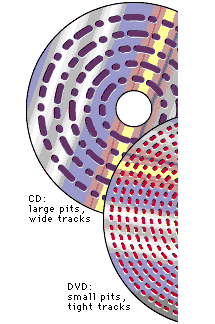 CD:
large pits,
wide tracks
DVD:
small pits,
tight tracks